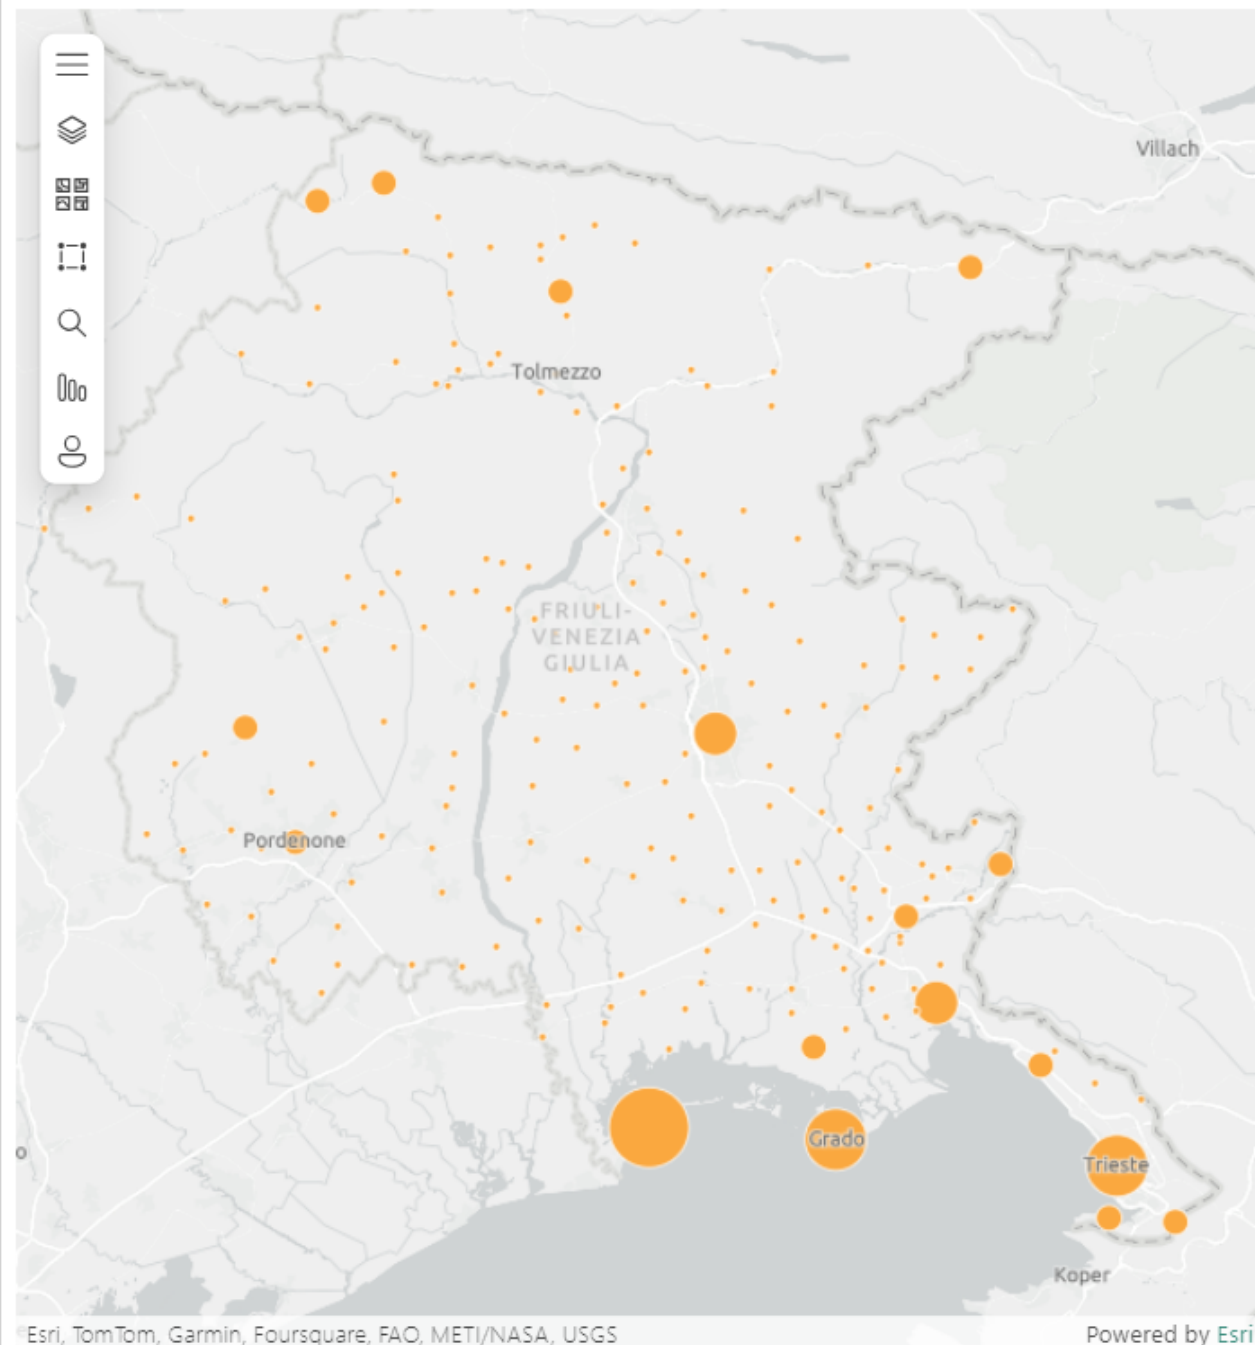 Villach
Tolmezzo
FRIULI-
VENEZIA
GIULIA
Pordenone
Grado
Trieste
Koper
o
Esri, TomTom, Garmin, Foursquare, FAO, METI/NASA, USGS
Powered by Esri